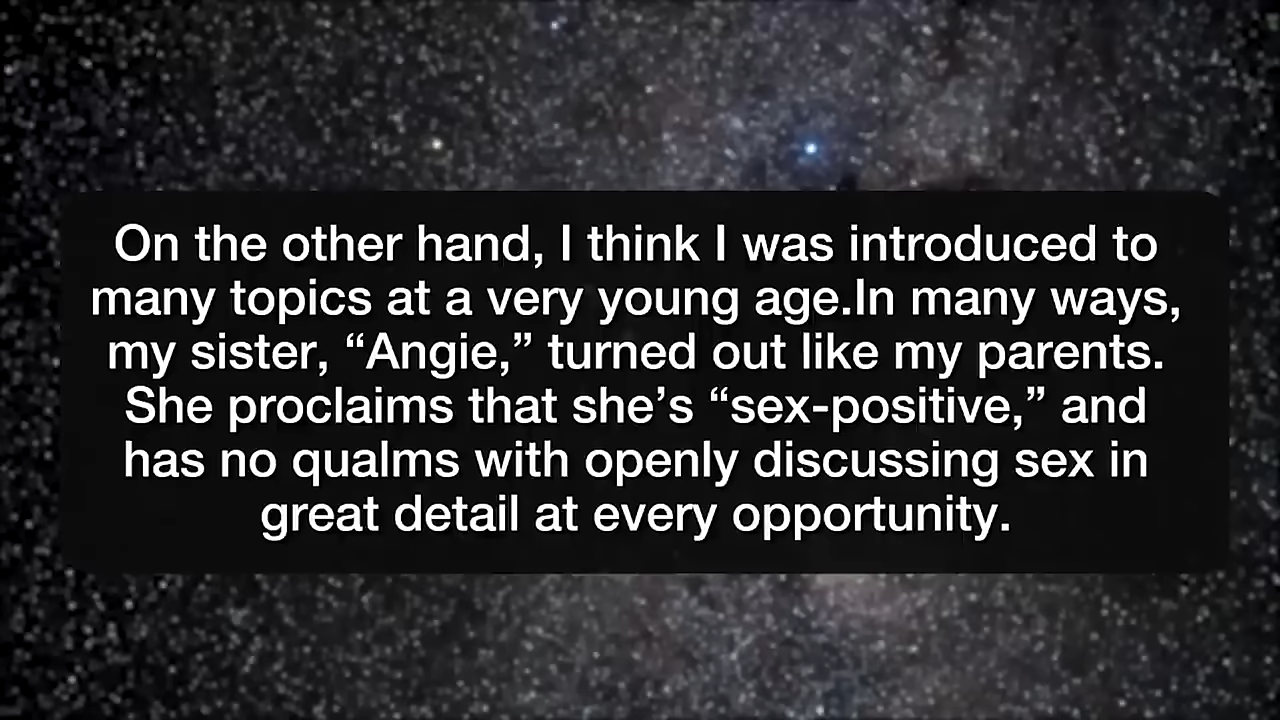 On the other hand, I think I was introduced to
many topics at a very young age.In many ways,
my sister, “Angie,” turned out like my parents.
She proclaims that she’s “sex-positive,” and
has no qualms with openly discussing sex in
great detail at every opportunity.